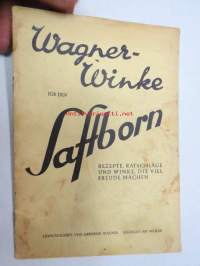 Wagner-
Winke
FÜR DEN
Saftborn
REZEPTE, RATSCHLÄGE
UND WINKE, DIE VIEL
FREUDE MACHEN